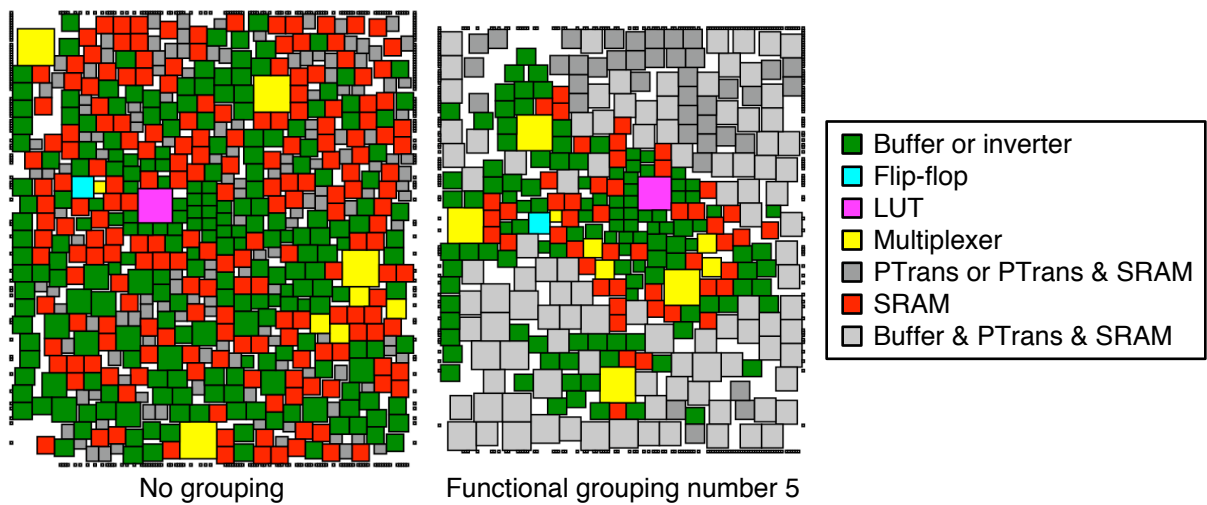 Buffer or inverter
Flip-flop
LUT
Multiplexer
PTrans or PTrans & SRAM
SRAM
Buffer & PTrans & SRAM
No grouping
Functional grouping number 5